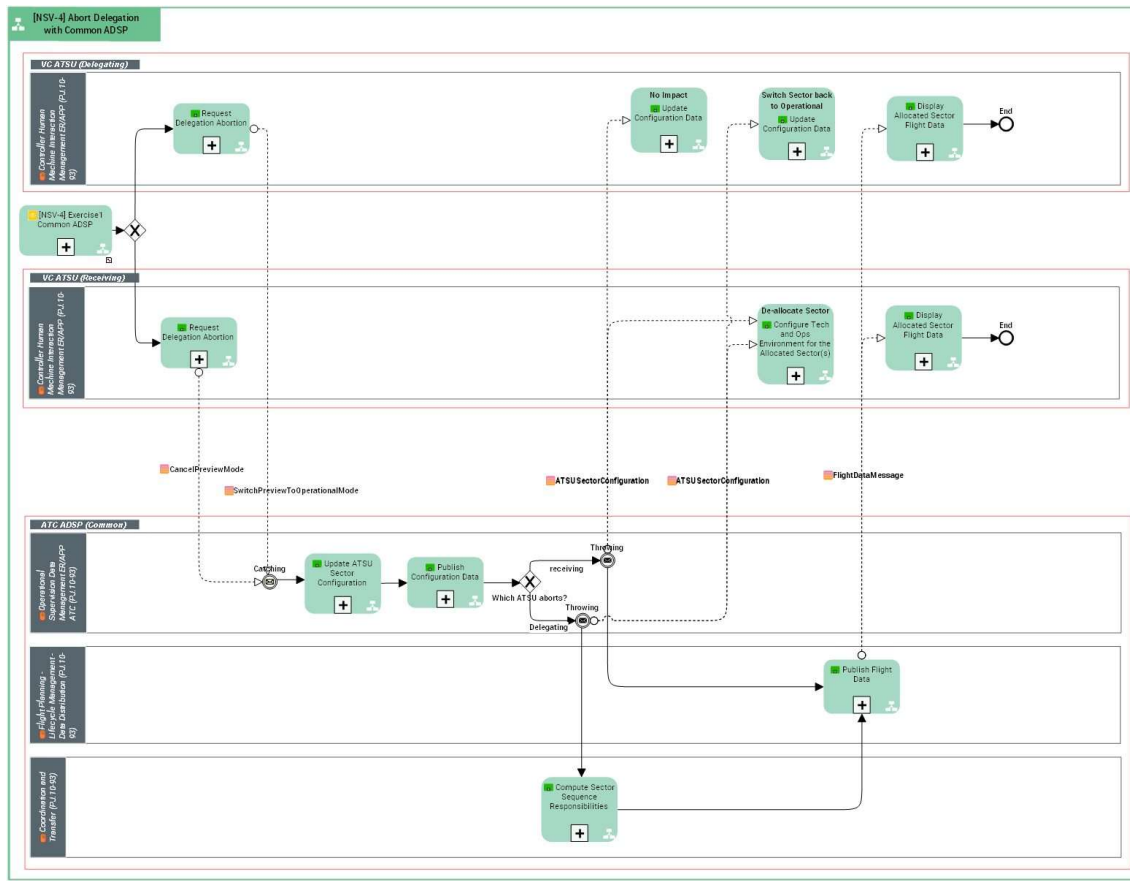 [NSV-4] Abort Delegation
with Common ADSP
VC ATSU (Delegating)
Controller Human
Machine Interaction
Management ER/APP (PJ.10-
93)
Request
Delegation Abortion
No Impact
Update
Configuration Data
Switch Sector back
to Operational
Update
Configuration Data
Display
Allocated Sector
Flight Data
End
[NSV-4] Exercise1
Common ADSP
VC ATSU (Receiving)
Controller Human
Machine Interaction
Management ER/APP (PJ.10-
93)
Request
Delegation Abortion
De-allocate Sector
Configure Tech
and Ops
Environment for the
Allocated Sector(s)
Display
Allocated Sector
Flight Data
End
CancelPreviewMode
SwitchPreviewToOperationalMode
ATSUSectorConfiguration
ATSUSectorConfiguration
FlightDataMessage
ATC ADSP (Common)
Operational
Supervision Data
Management ER/APP
ATC (PJ.10-93)
Catching
Update ATSU
Sector
Configuration
Publish
Configuration Data
Which ATSU aborts?
receiving
Throwing
Delegating
Throwing
Flight Planning -
Lifecycle Management -
Data Distribution (PJ.10-
93)
Publish Flight
Data
Coordination and
Transfer (PJ.10-93)
Compute Sector
Sequence
Responsibilities